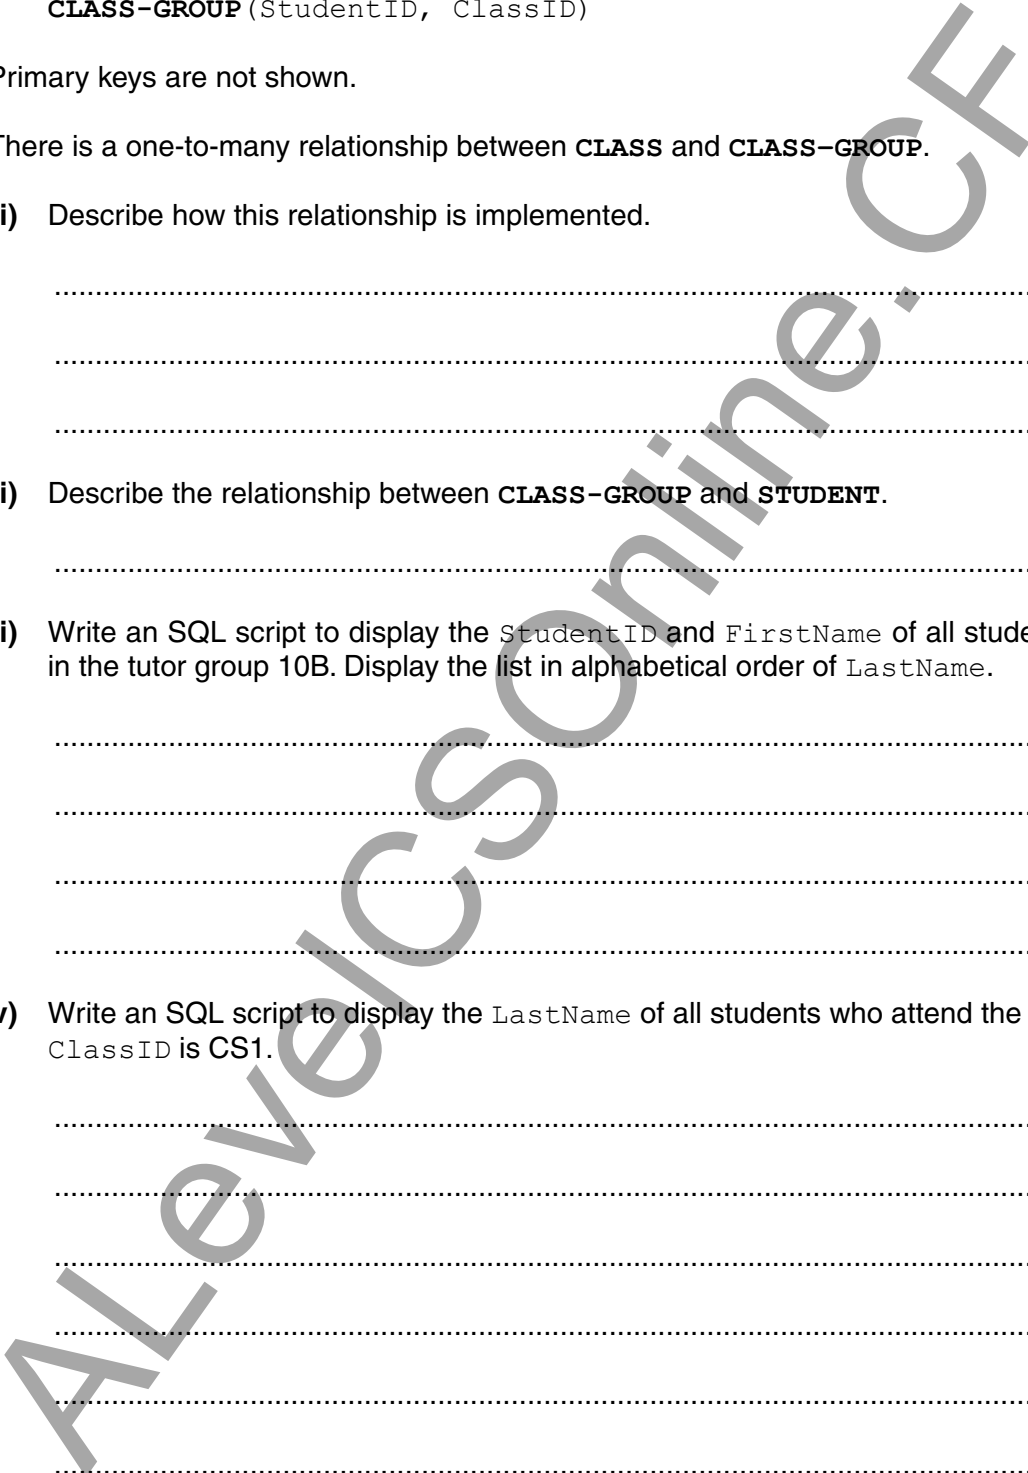 CLASS-GROUP(StudentID, ClassID)
Primary keys are not shown.
There is a one-to-many relationship between CLASS and CLASS-GROUP.
i) Describe how this relationship is implemented.
i) Describe the relationship between CLASS-GROUP and STUDENT.
i) Write an SQL script to display the StudentID and FirstName of all stude
in the tutor group 10B. Display the list in alphabetical order of LastName.
v) Write an SQL script to display the LastName of all students who attend the
ClassID is CS1.
ALevelCSOnline.CF